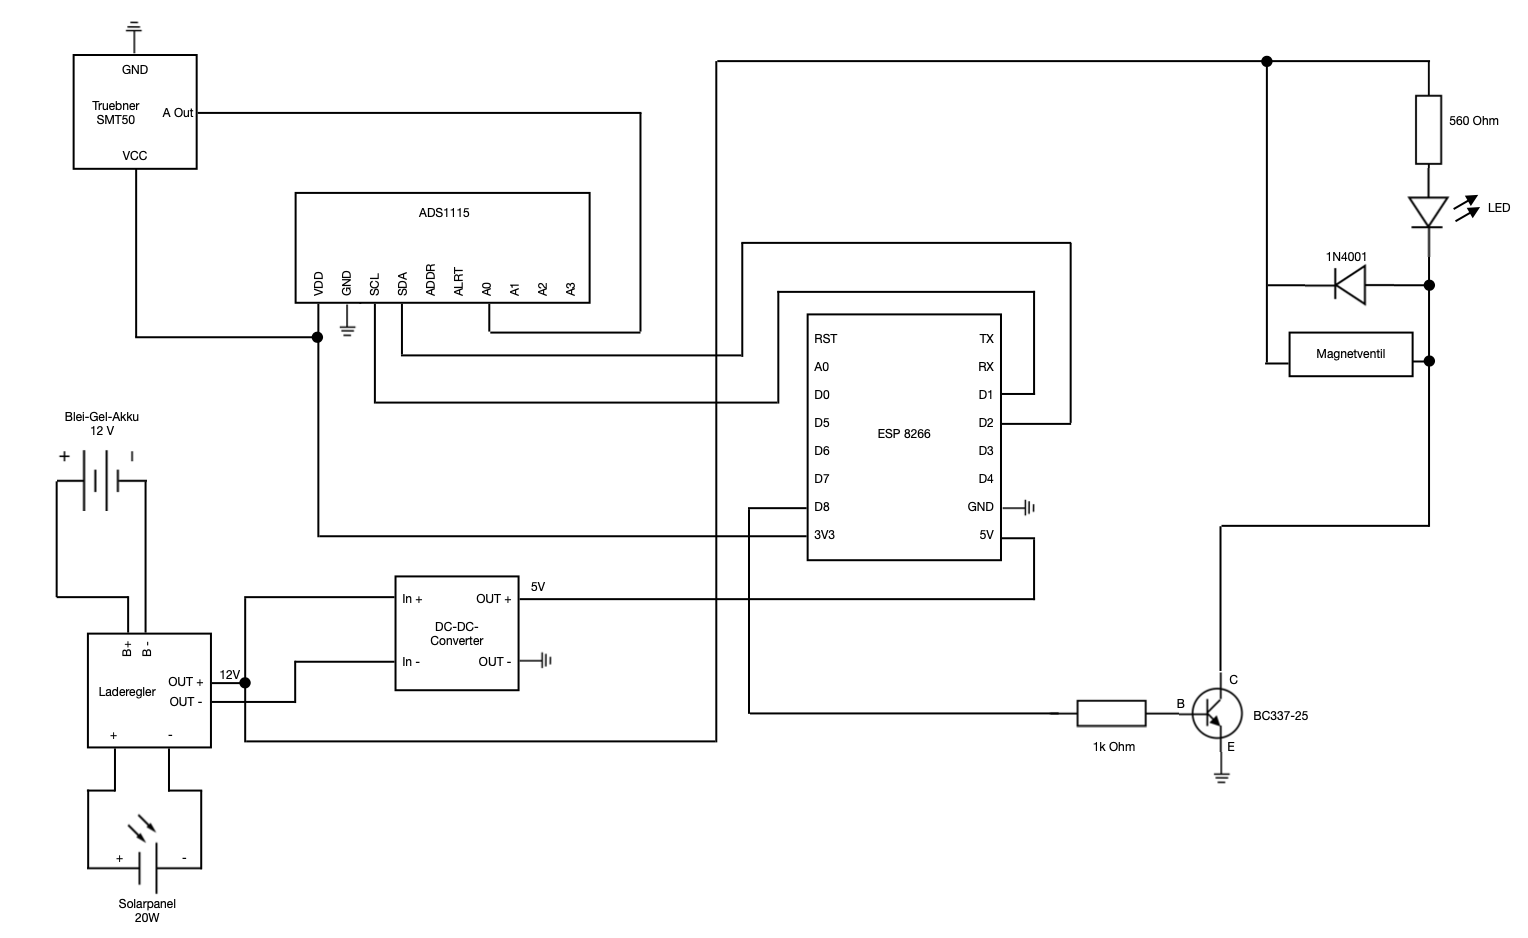 GND
Truebner
SMT50
A Out
VCC
ADS1115
VDD
GND
SCL
SDA
ADDR
ALRT
A0
A1
A2
A3
560 Ohm
LED
1N4001
Magnetventil
RST
A0
D0
D5
D6
D7
D8
3V3
ESP 8266
TX
RX
D1
D2
D3
D4
GND
5V
Blei-Gel-Akku
12 V
+
-
B+
B -
Laderegler
OUT +
OUT -
12V
+
-
In +
In -
DC-DC-
Converter
OUT +
OUT -
5V
1k Ohm
B
C
E
BC337-25
+
-
Solarpanel
20W